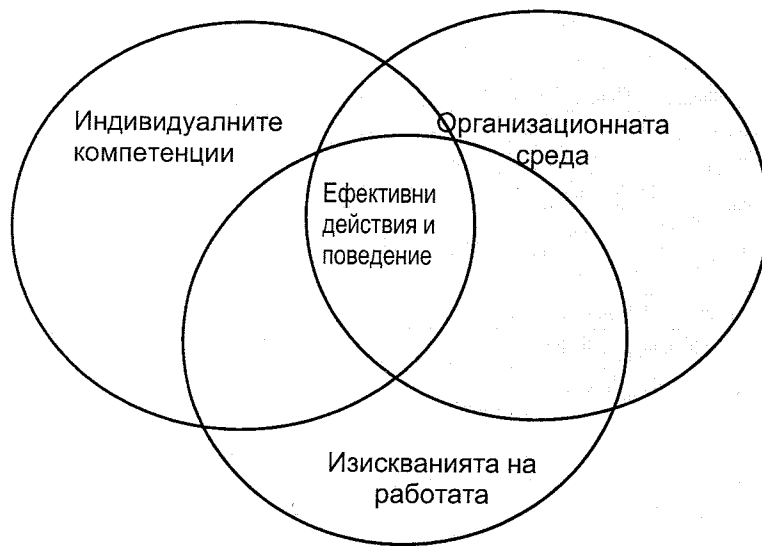 Индивидуалните
компетенции
Организационната
среда
Ефективни
действия и
поведение
Изискванията на
работата